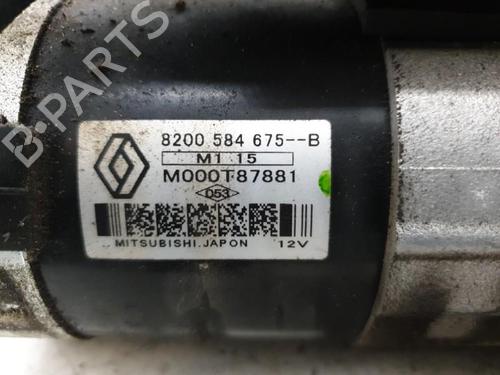 8200 584 675--B
M1 15
M000T87881
D53
MITSUBISHI.JAPON 12V
B-PARTS